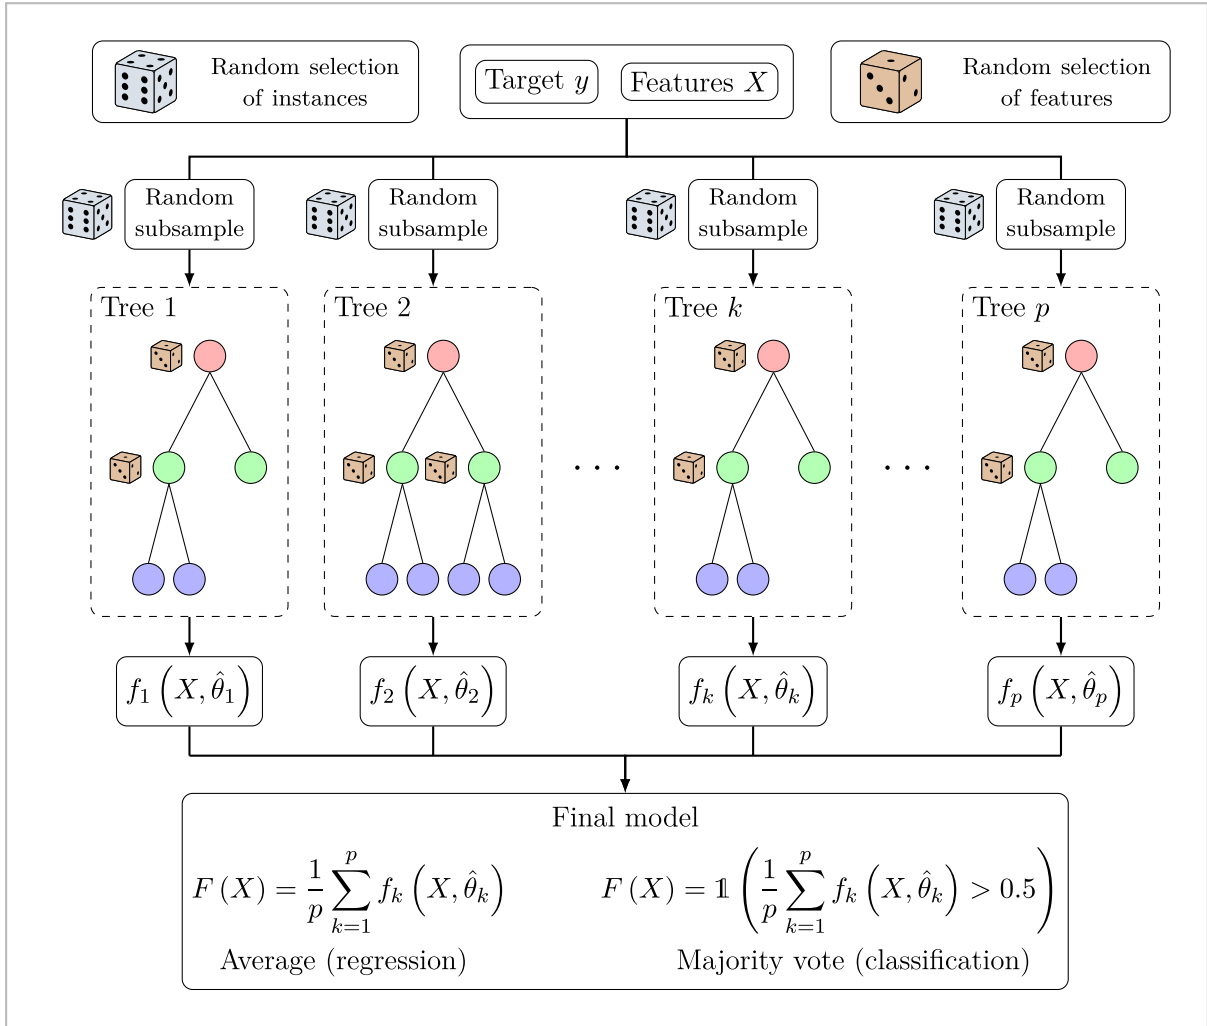 Random selection
of instances
Target y
Features X
Random selection
of features
Random
subsample
Random
subsample
Random
subsample
Random
subsample
Tree 1
Tree 2
Tree k
Tree p
· · ·
· · ·
f₁ (X, θ̂₁)
f₂ (X, θ̂₂)
fₖ (X, θ̂ₖ)
fₚ (X, θ̂ₚ)
Final model
F (X) = 1/p ∑_{k=1}^{p} fₖ (X, θ̂ₖ)
F (X) = 𝟙 (1/p ∑_{k=1}^{p} fₖ (X, θ̂ₖ) > 0.5)
Average (regression)
Majority vote (classification)